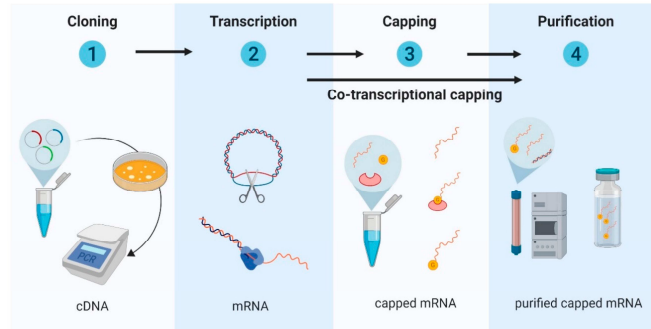 Cloning
Transcription
Capping
Purification
1
2
3
4
Co-transcriptional capping
G
G
PCR
G
G
G
G
G
cDNA
mRNA
capped mRNA
purified capped mRNA